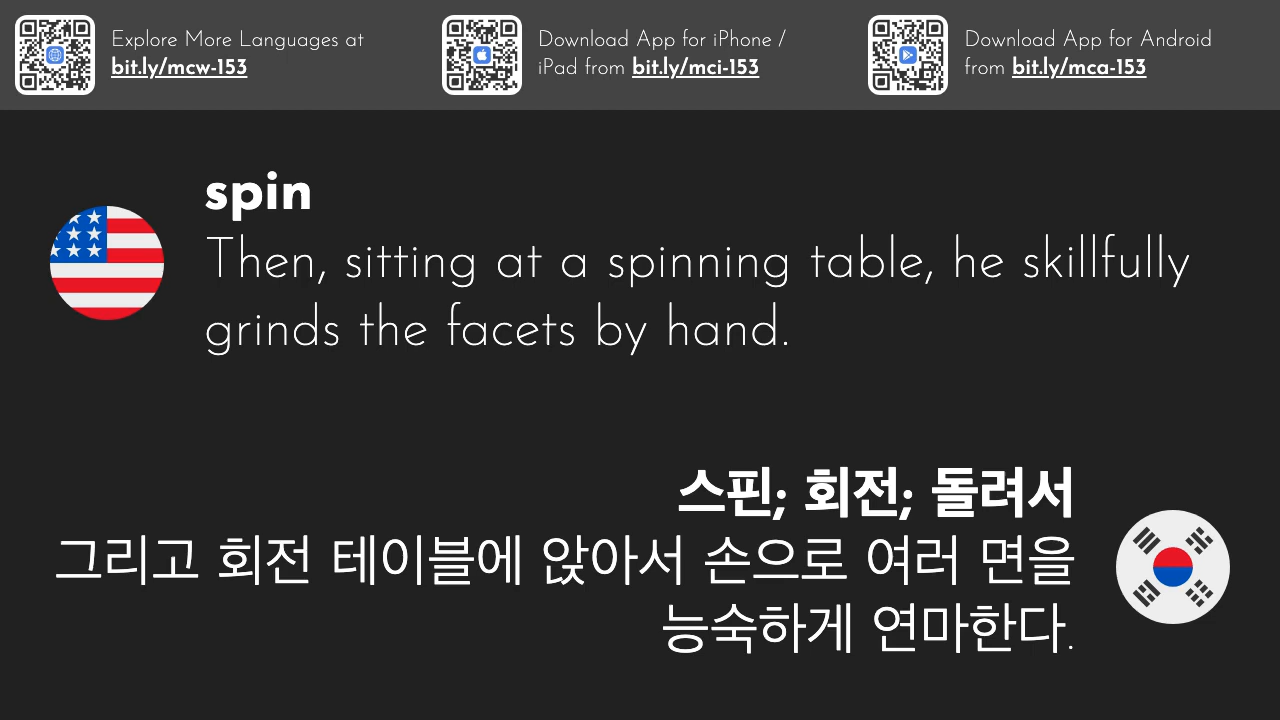 Explore More Languages at
bit.ly/mcw-153
Download App for iPhone /
iPad from bit.ly/mci-153
Download App for Android
from bit.ly/mca-153
spin
Then, sitting at a spinning table, he skillfully
grinds the facets by hand.
스핀; 회전; 돌려서
그리고 회전 테이블에 앉아서 손으로 여러 면을
능숙하게 연마한다.